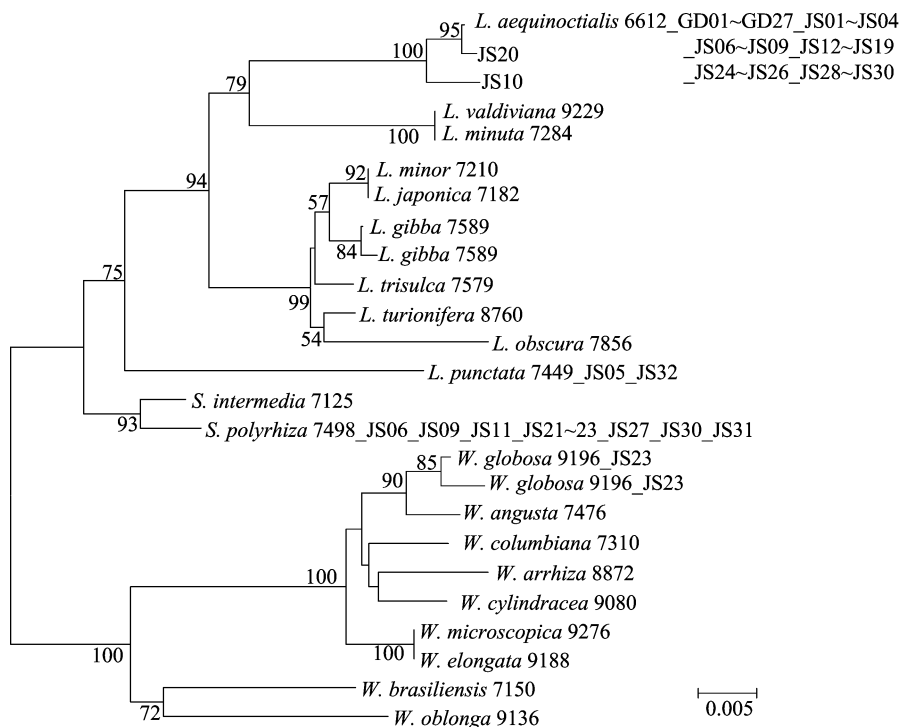 L. aequinoctialis 6612_GD01~GD27_JS01~JS04
95
JS20
_JS06~JS09_JS12~JS19
100
_JS24~JS26_JS28~JS30
JS10
79
L. valdiviana 9229
100
L. minuta 7284
L. minor 7210
92
94
L. japonica 7182
57
L. gibba 7589
84
L. gibba 7589
75
L. trisulca 7579
99
L. turionifera 8760
54
L. obscura 7856
L. punctata 7449_JS05_JS32
S. intermedia 7125
93
S. polyrhiza 7498_JS06_JS09_JS11_JS21~23_JS27_JS30_JS31
85
W. globosa 9196_JS23
90
W. globosa 9196_JS23
W. angusta 7476
W. columbiana 7310
100
W. arrhiza 8872
W. cylindracea 9080
W. microscopica 9276
100
100
W. elongata 9188
W. brasiliensis 7150
72
W. oblonga 9136
0.005